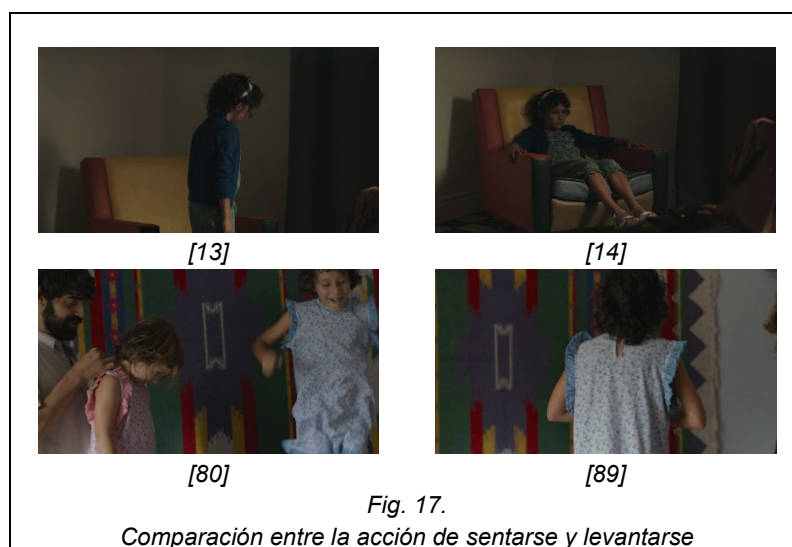 [13] [14]
[80] [89]
Fig. 17.
Comparación entre la acción de sentarse y levantarse